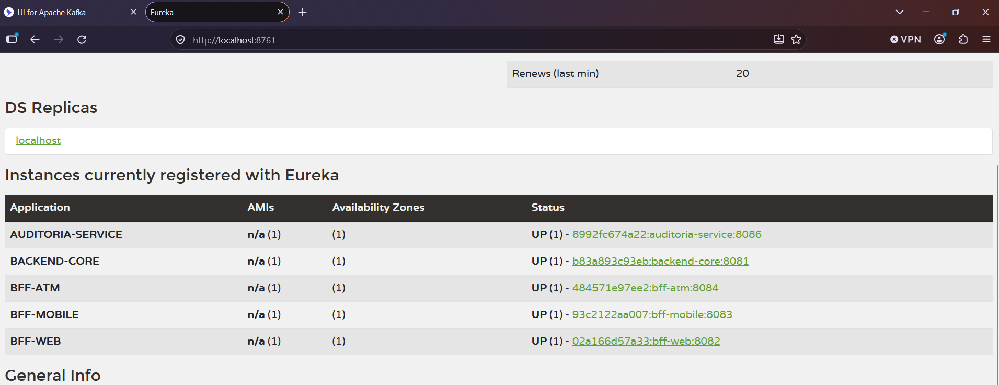 UI for Apache Kafka
Eureka
http://localhost:8761
VPN
Renews (last min) 20
DS Replicas
localhost
Instances currently registered with Eureka
Application AMIs Availability Zones Status
AUDITORIA-SERVICE n/a (1) (1) UP (1) - 8992fc674a22:auditoria-service:8086
BACKEND-CORE n/a (1) (1) UP (1) - b83a893c93eb:backend-core:8081
BFF-ATM n/a (1) (1) UP (1) - 484571e97ee2:bff-atm:8084
BFF-MOBILE n/a (1) (1) UP (1) - 93c2122aa007:bff-mobile:8083
BFF-WEB n/a (1) (1) UP (1) - 02a166d57a33:bff-web:8082
General Info